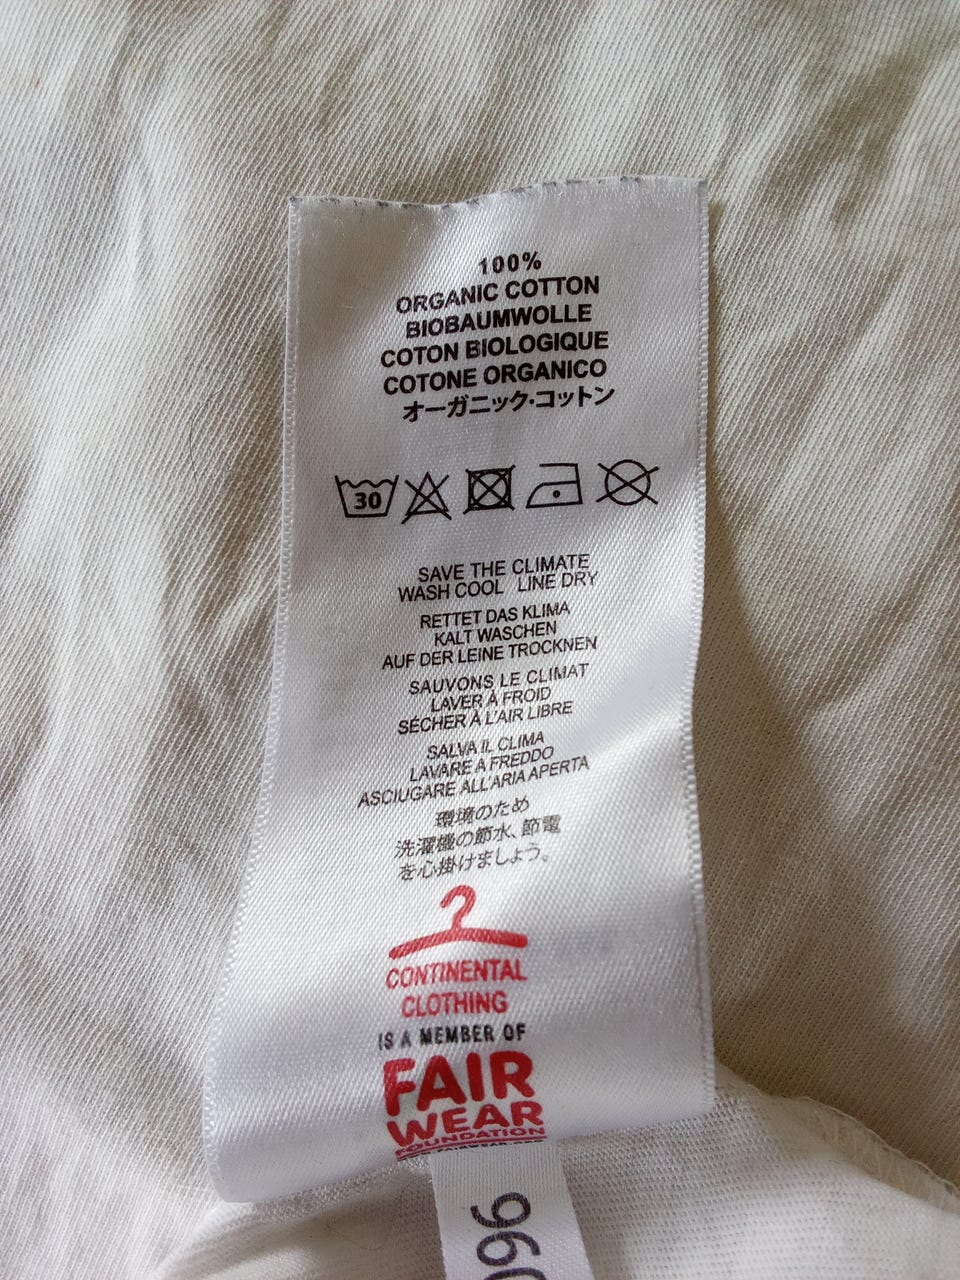 100%
ORGANIC COTTON
BIOBAUMWOLLE
COTON BIOLOGIQUE
COTONE ORGANICO
オーガニック・コットン
30
SAVE THE CLIMATE
WASH COOL LINE DRY
RETTET DAS KLIMA
KALT WASCHEN
AUF DER LEINE TROCKNEN
SAUVONS LE CLIMAT
LAVER À FROID
SÉCHER À L'AIR LIBRE
SALVA IL CLIMA
LAVARE A FREDDO
ASCIUGARE ALL'ARIA APERTA
環境のため
洗濯機の節水、節電
を心掛けましょう。
CONTINENTAL
CLOTHING
IS A MEMBER OF
FAIR
WEAR
FOUNDATION
096